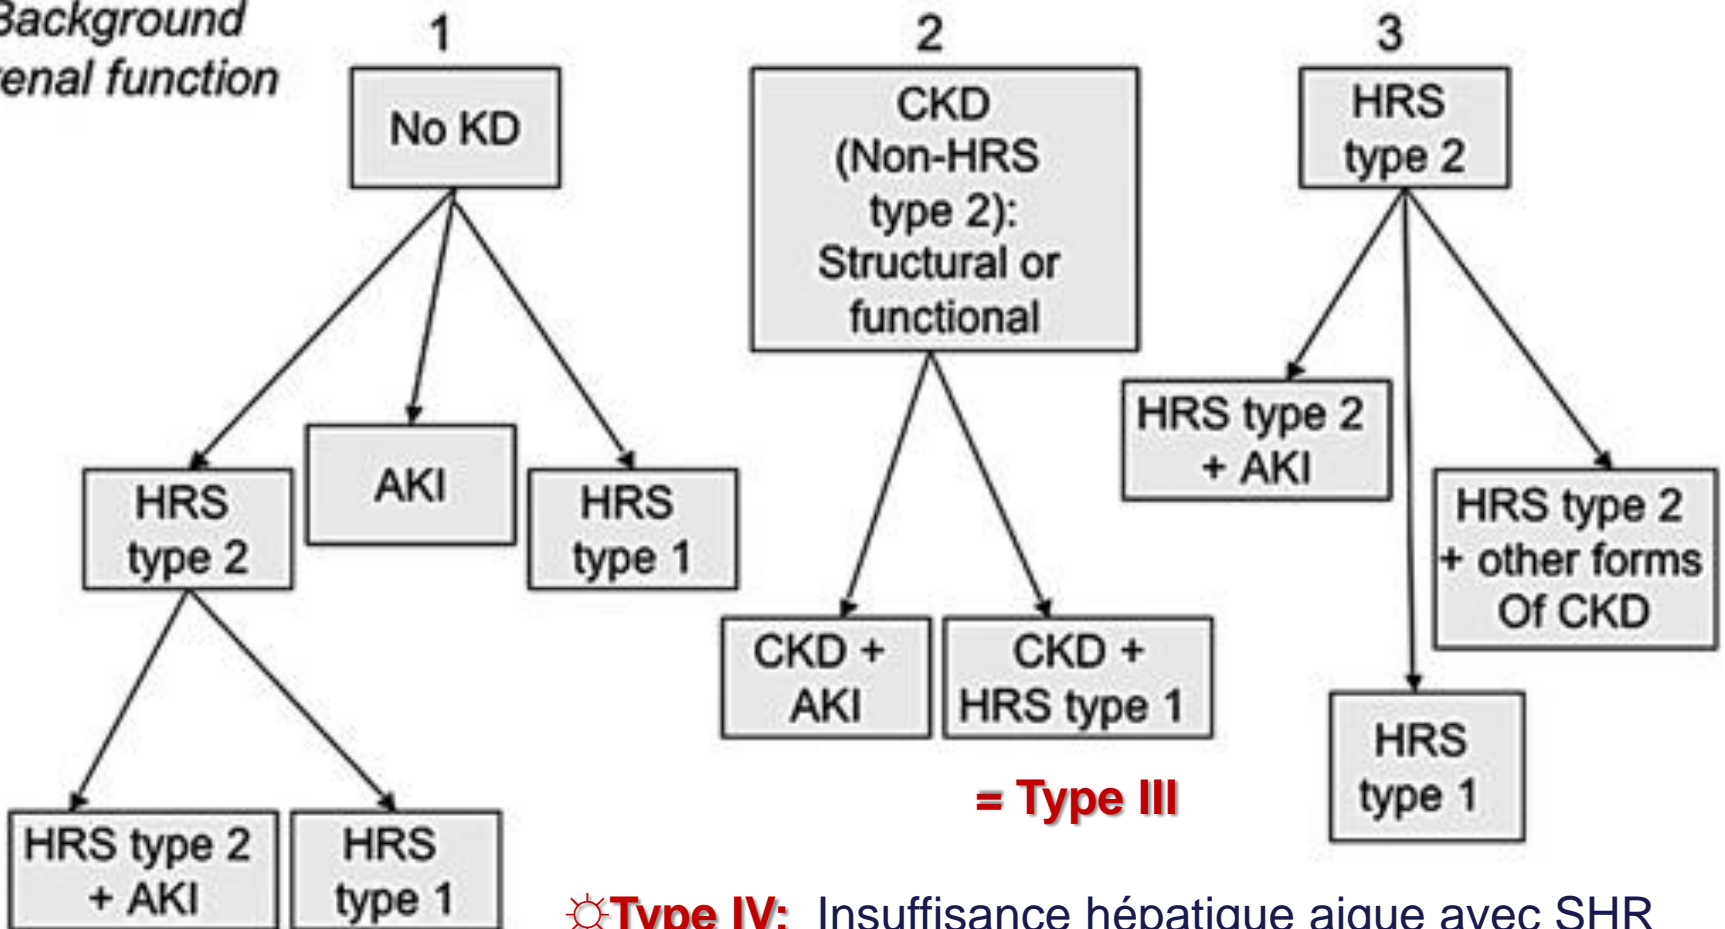 Background
renal function
1
No KD
2
CKD
(Non-HRS
type 2):
Structural or
functional
3
HRS
type 2
HRS
type 2
AKI
HRS
type 1
HRS type 2
+ AKI
HRS type 2
+ other forms
Of CKD
CKD +
AKI
CKD +
HRS type 1
HRS
type 1
= Type III
HRS type 2
+ AKI
HRS
type 1
☼Type IV: Insuffisance hépatique aigue avec SHR